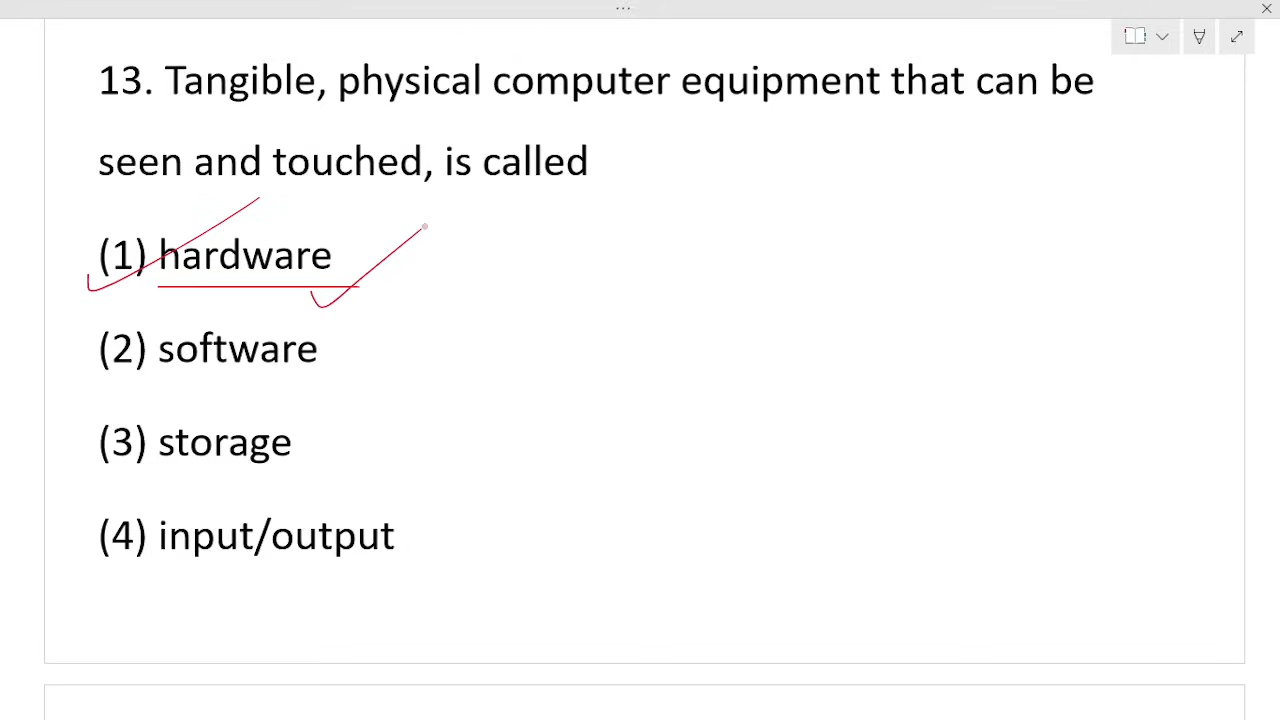 13. Tangible, physical computer equipment that can be
seen and touched, is called
(1) hardware
(2) software
(3) storage
(4) input/output